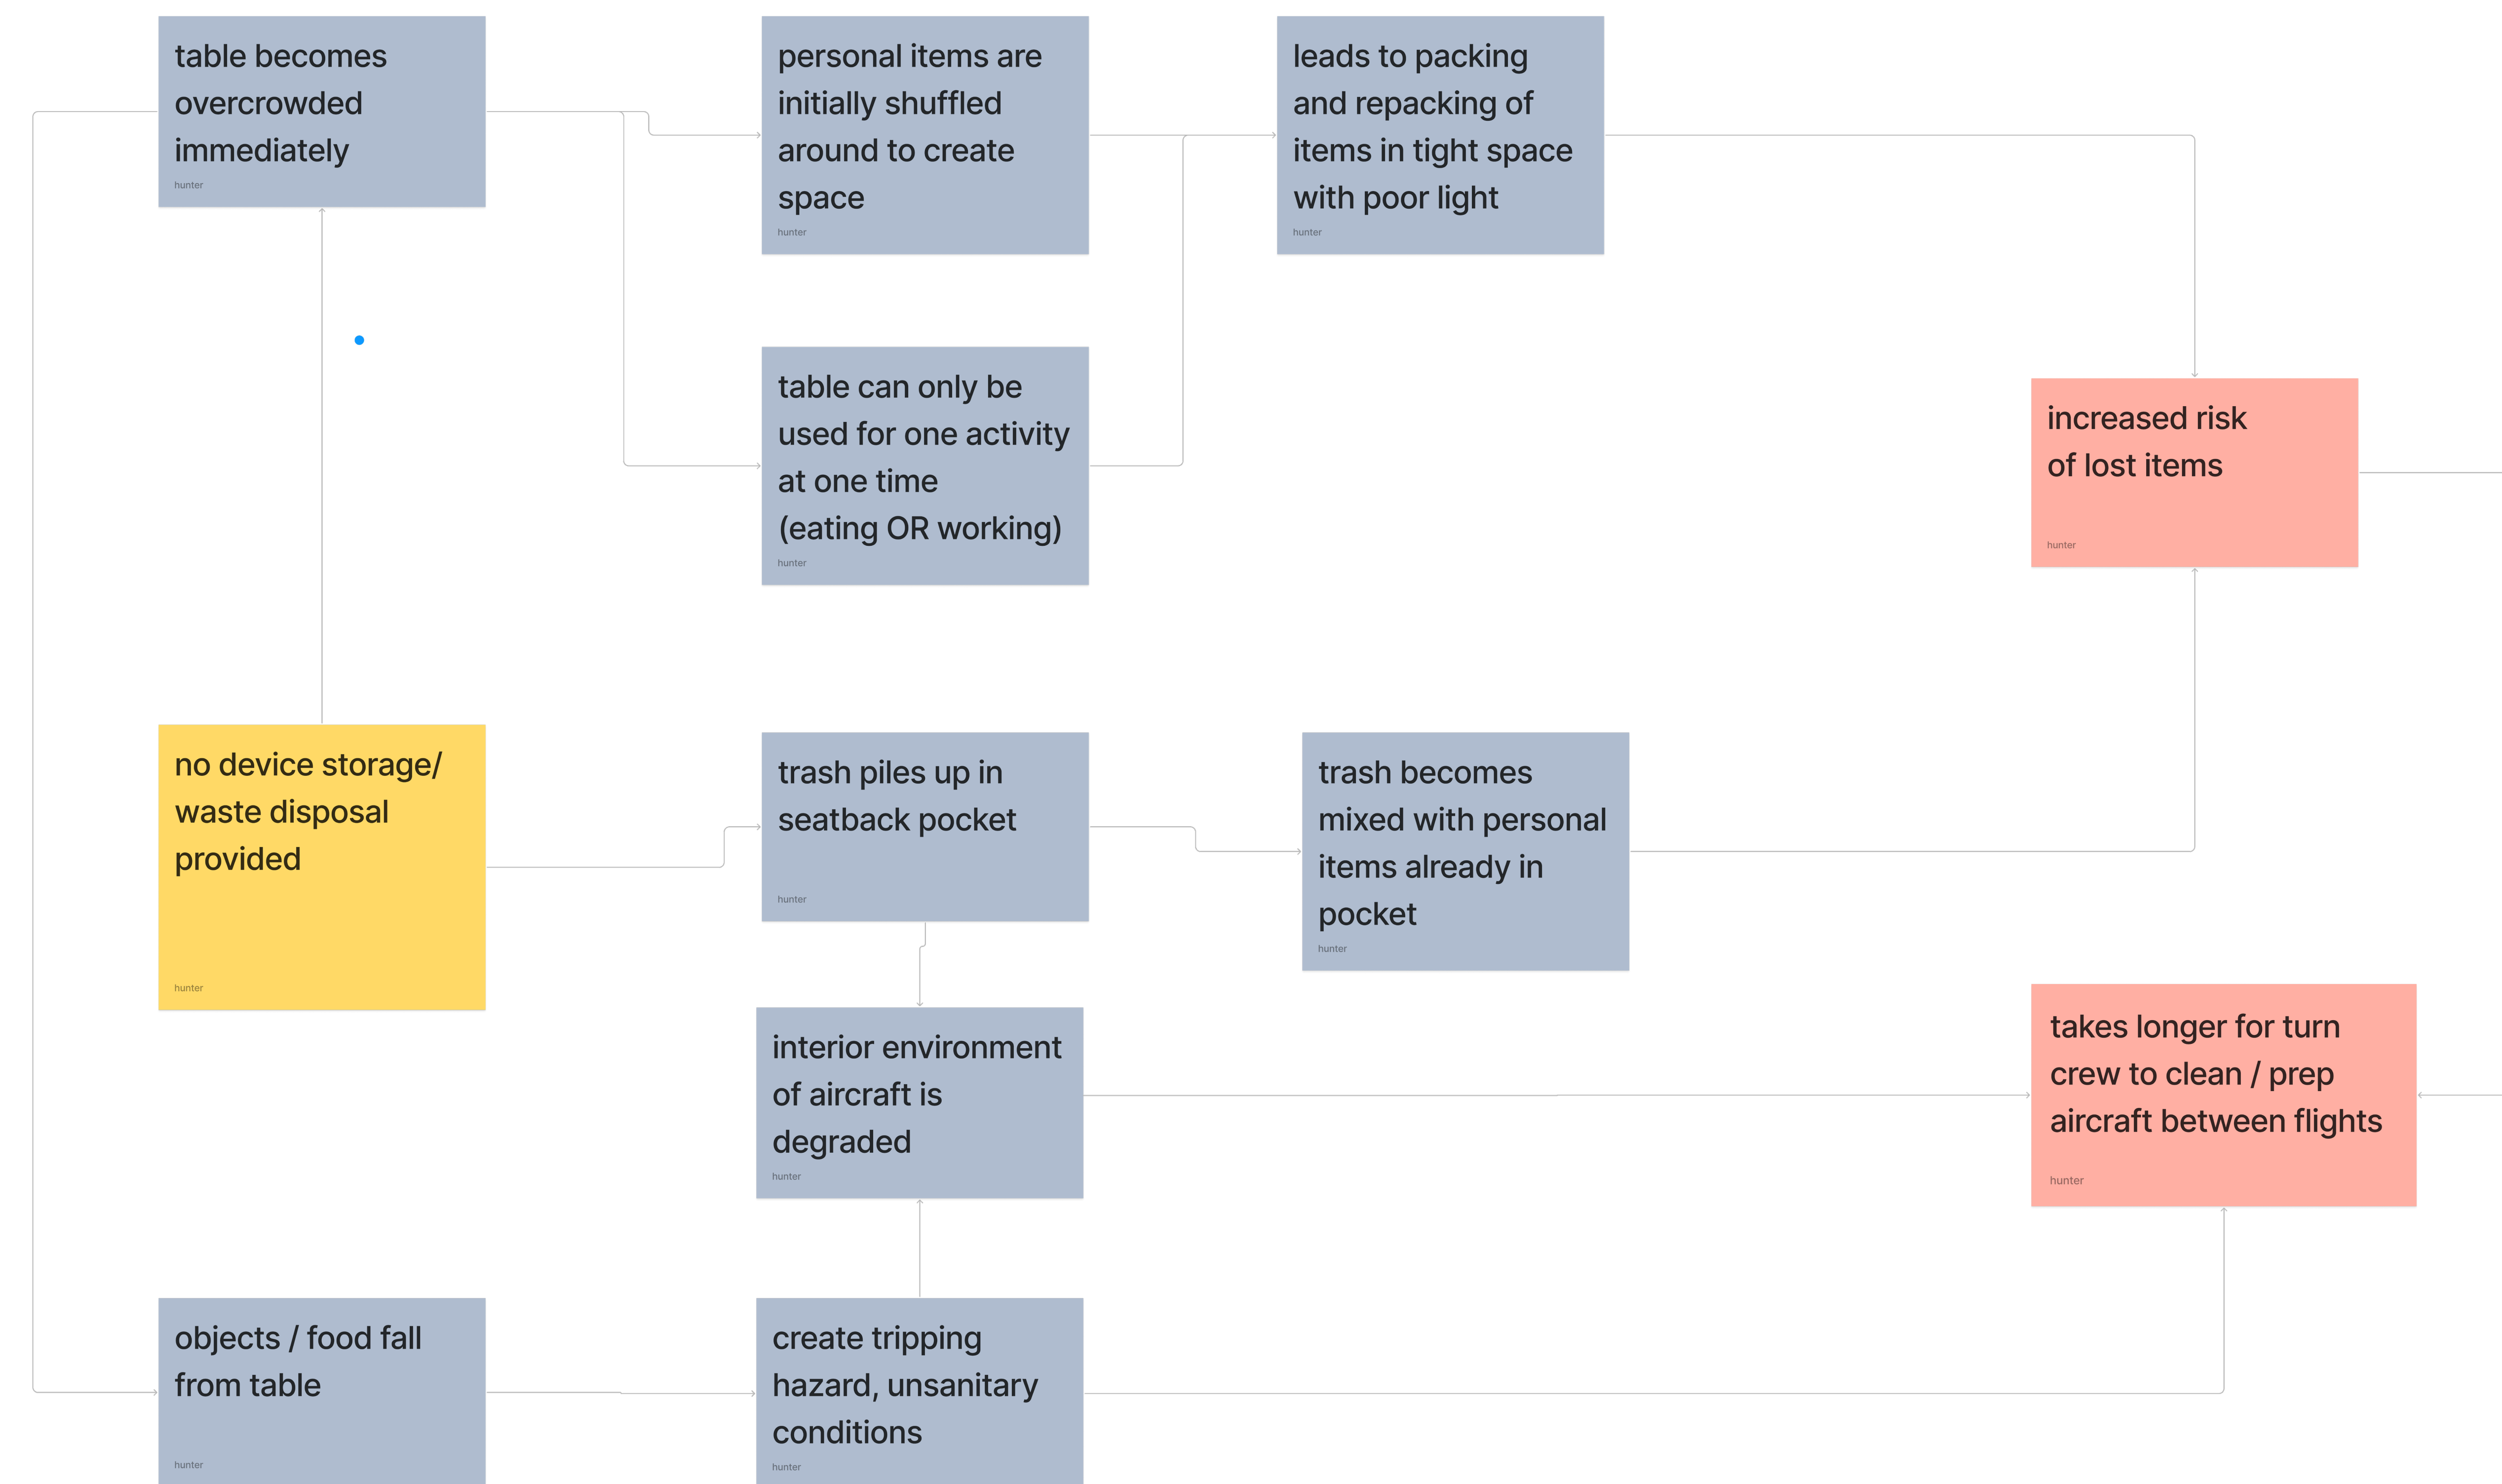 table becomes
overcrowded
immediately
hunter
personal items are
initially shuffled
around to create
space
hunter
leads to packing
and repacking of
items in tight space
with poor light
hunter
table can only be
used for one activity
at one time
(eating OR working)
hunter
increased risk
of lost items
hunter
no device storage/
waste disposal
provided
hunter
trash piles up in
seatback pocket
hunter
trash becomes
mixed with personal
items already in
pocket
hunter
interior environment
of aircraft is
degraded
hunter
takes longer for turn
crew to clean / prep
aircraft between flights
hunter
objects / food fall
from table
hunter
create tripping
hazard, unsanitary
conditions
hunter